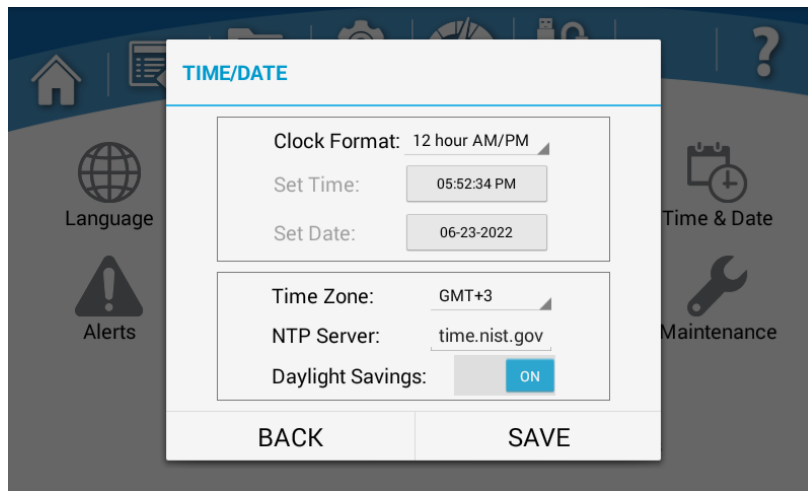 ?
TIME/DATE
Clock Format: 12 hour AM/PM
Set Time: 05:52:34 PM
Set Date: 06-23-2022
Language
Time & Date
Time Zone: GMT+3
NTP Server: time.nist.gov
Daylight Savings: ON
Alerts
Maintenance
BACK SAVE